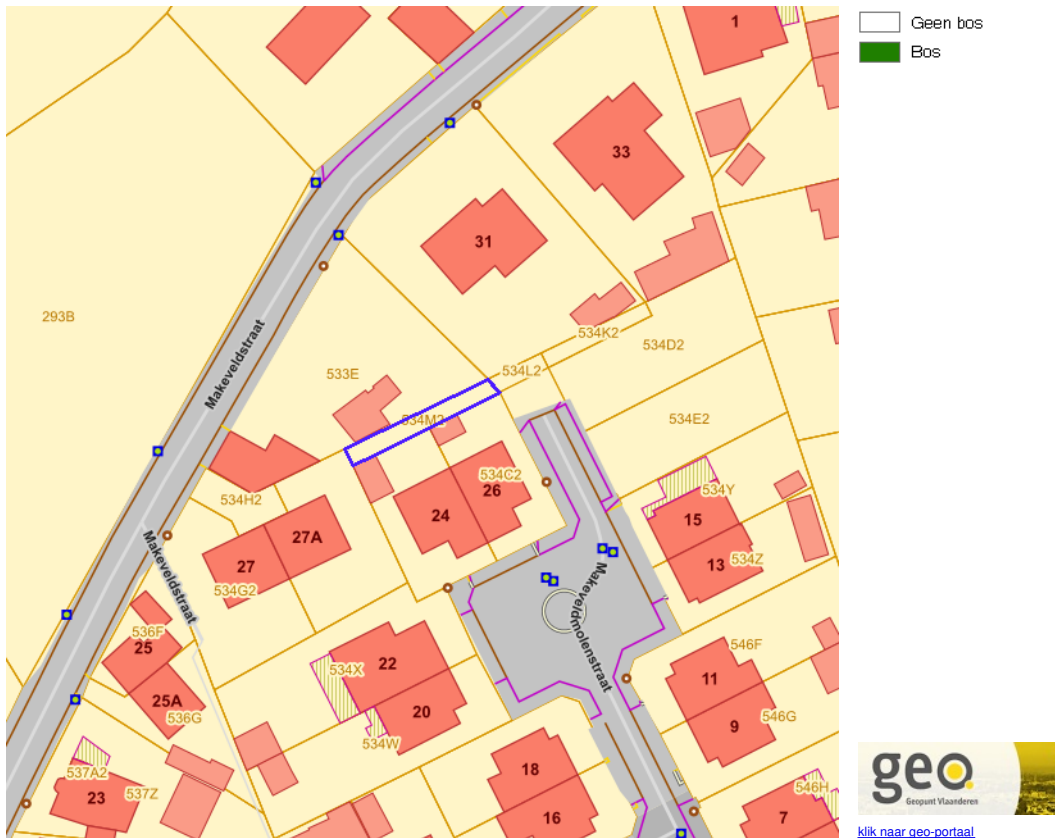 Geen bos
Bos
1
33
31
293B
Makeveldstraat
534K2
534D2
534L2
533E
534M2
534E2
534C2
26
24
534H2
27A
27
534G2
534Y
15
13
534Z
Makeveldstraat
Makeveldmolenstraat
536F
25
25A
536G
534X
22
20
534W
546F
11
9
546G
537A2
537Z
23
18
16
546H
7
geo
Geopunt Vlaanderen
klik naar geo-portaal